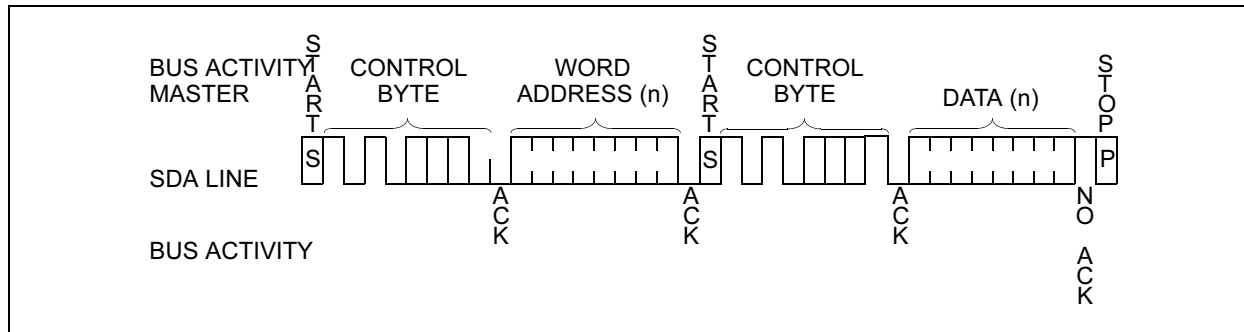 BUS ACTIVITY
MASTER
START
CONTROL
BYTE
WORD
ADDRESS (n)
START
CONTROL
BYTE
DATA (n)
STOP
S
S
P
SDA LINE
ACK
ACK
ACK
NO ACK
BUS ACTIVITY